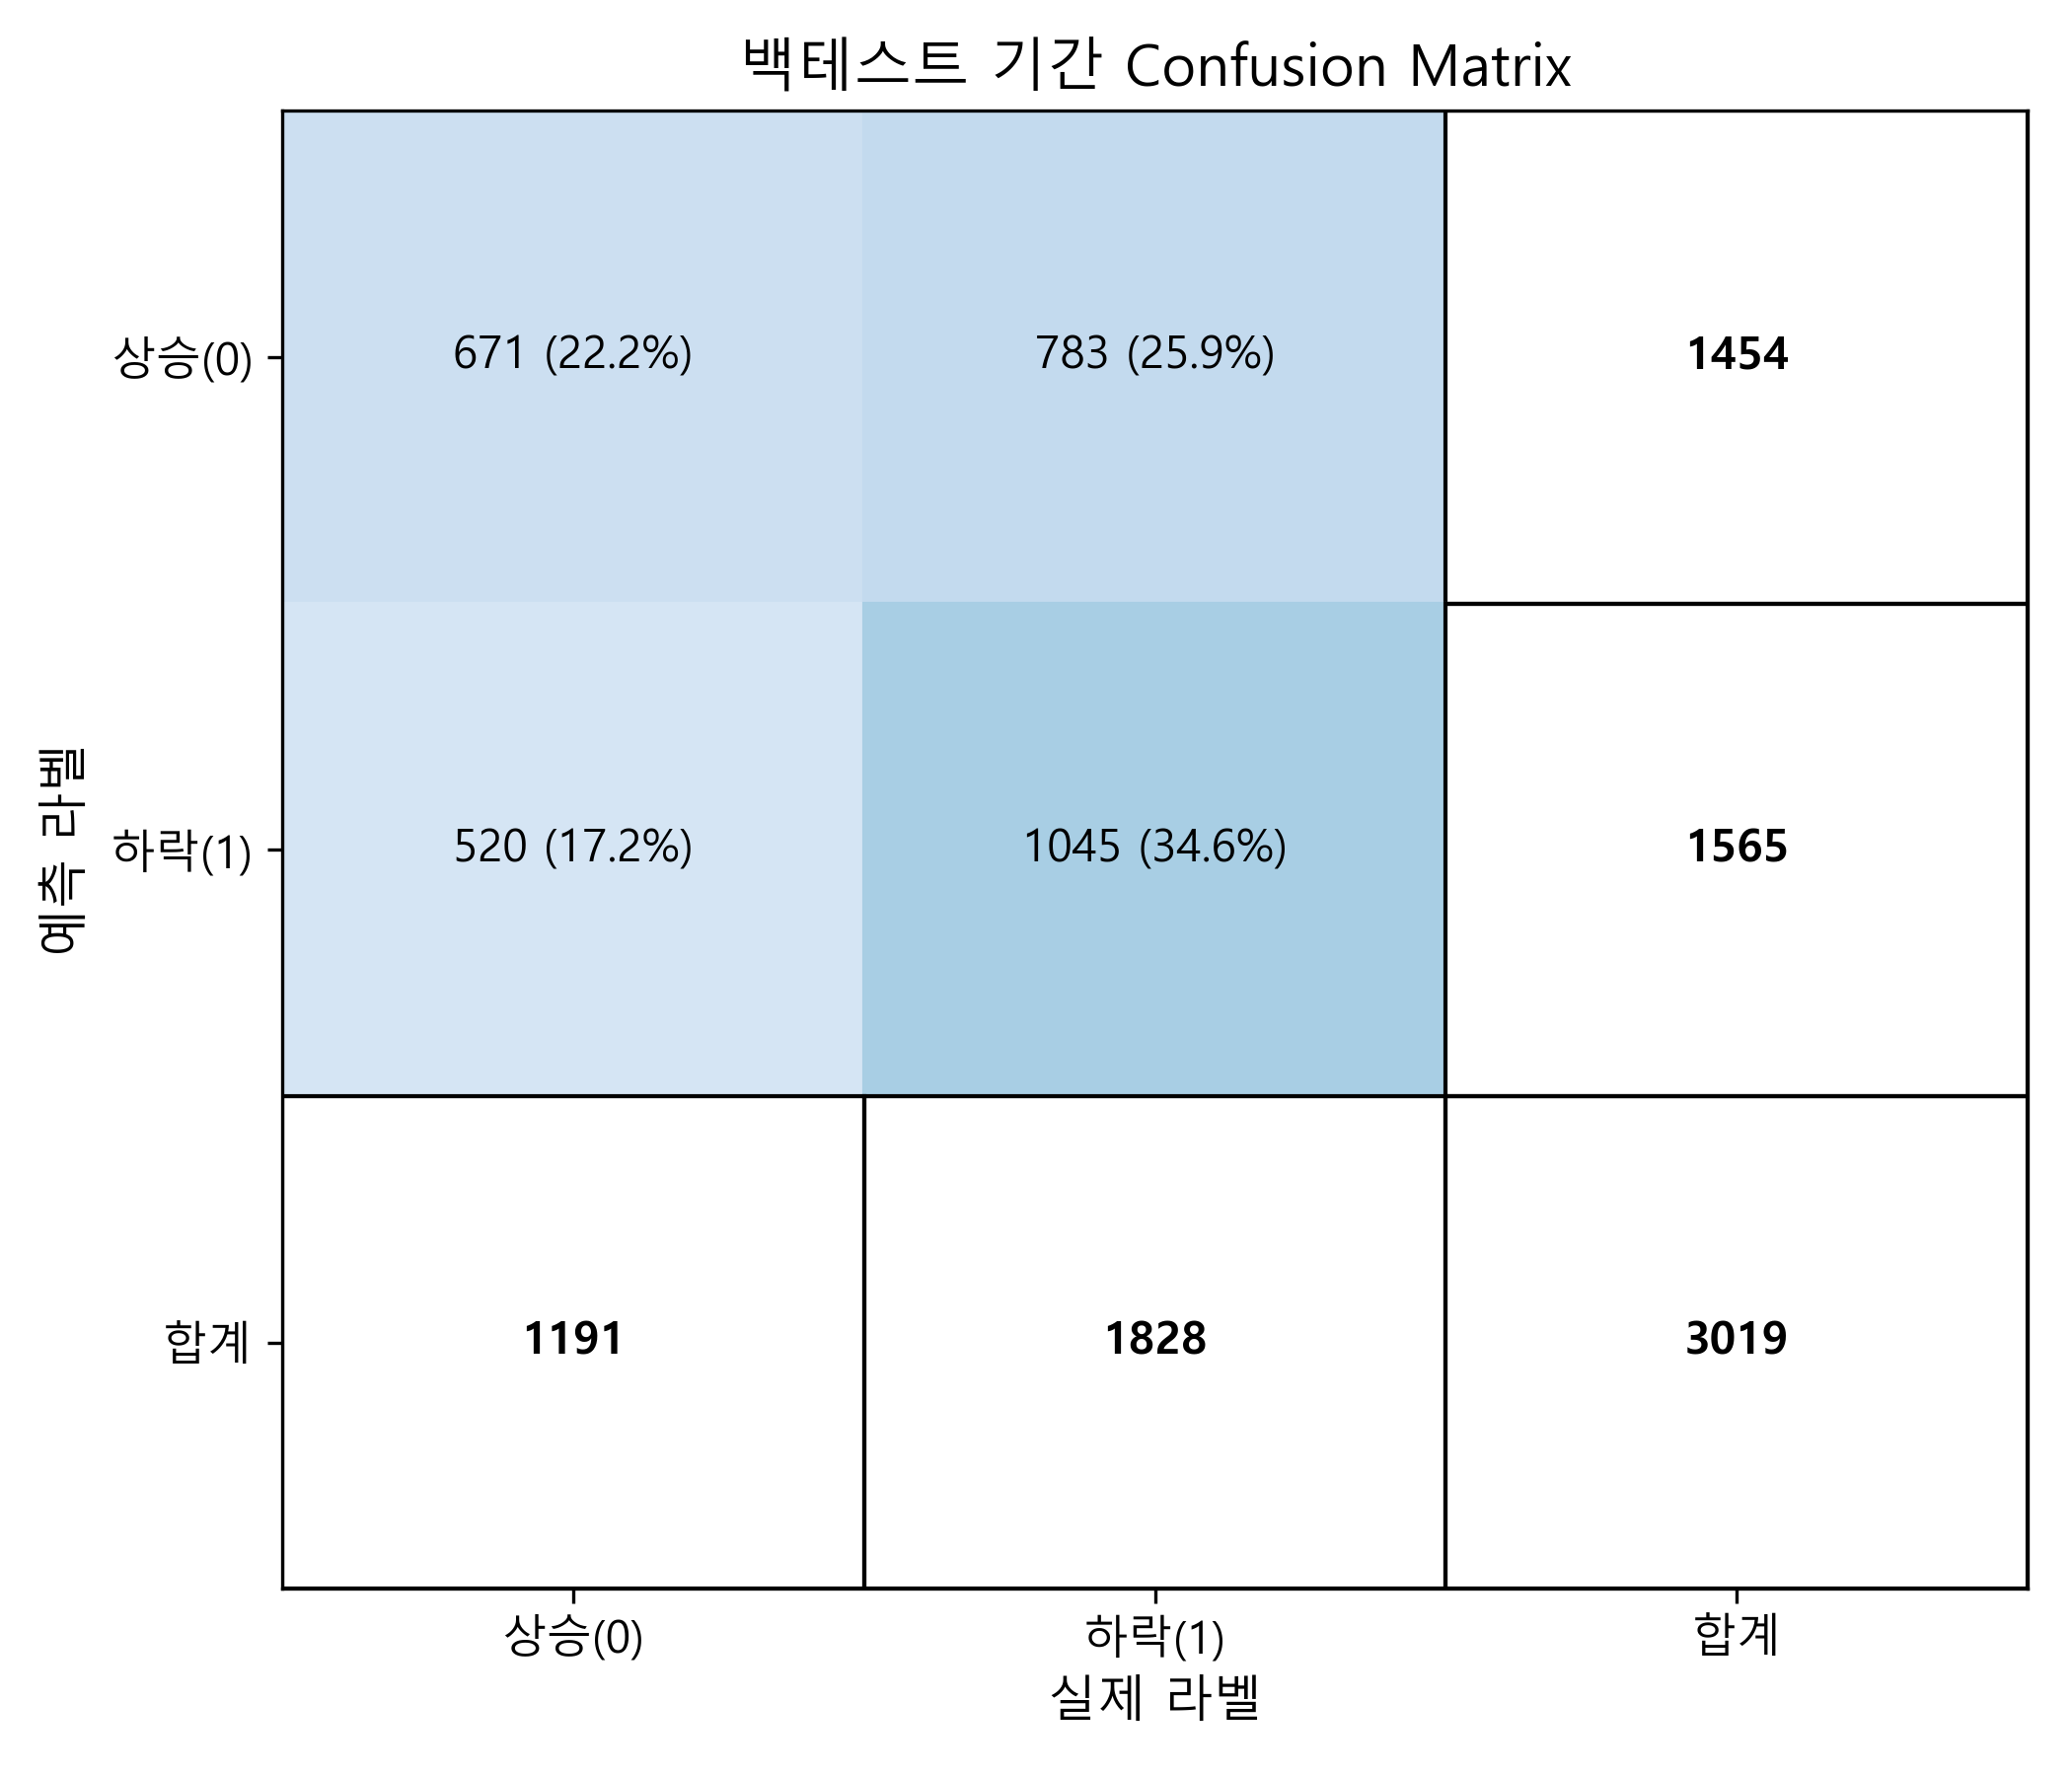 백테스트 기간 Confusion Matrix
예측 라벨
상승(0) 671 (22.2%) 783 (25.9%) 1454
하락(1) 520 (17.2%) 1045 (34.6%) 1565
합계 1191 1828 3019
상승(0) 하락(1) 합계
실제 라벨